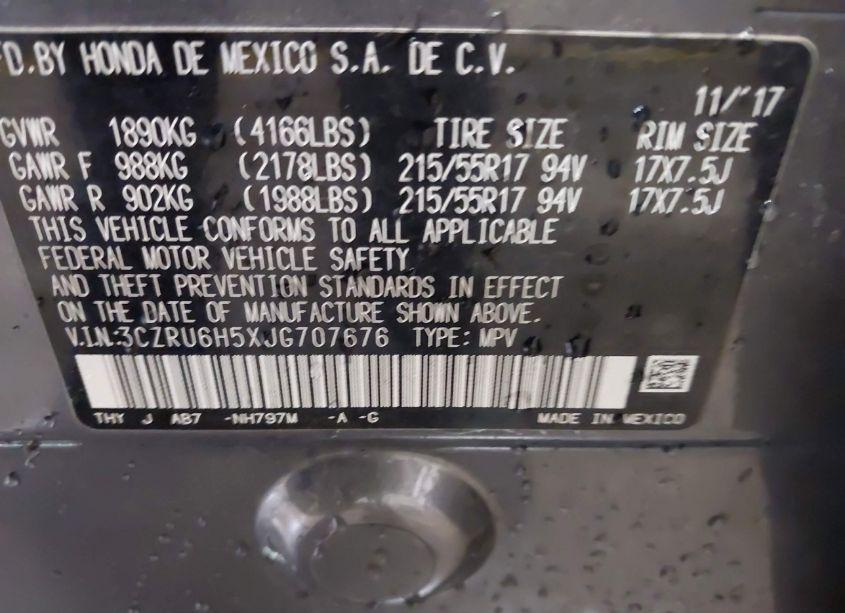 FD.BY HONDA DE MEXICO S.A. DE C.V.
11/'17
GVWR 1890KG (4166LBS) TIRE SIZE RIM SIZE
GAWR F 988KG (2178LBS) 215/55R17 94V 17X7.5J
GAWR R 902KG (1988LBS) 215/55R17 94V 17X7.5J
THIS VEHICLE CONFORMS TO ALL APPLICABLE
FEDERAL MOTOR VEHICLE SAFETY
AND THEFT PREVENTION STANDARDS IN EFFECT
ON THE DATE OF MANUFACTURE SHOWN ABOVE.
V.I.N.:3CZRU6H5XJG707676 TYPE: MPV
THY J AB7 -NH797M -A -G MADE IN MEXICO